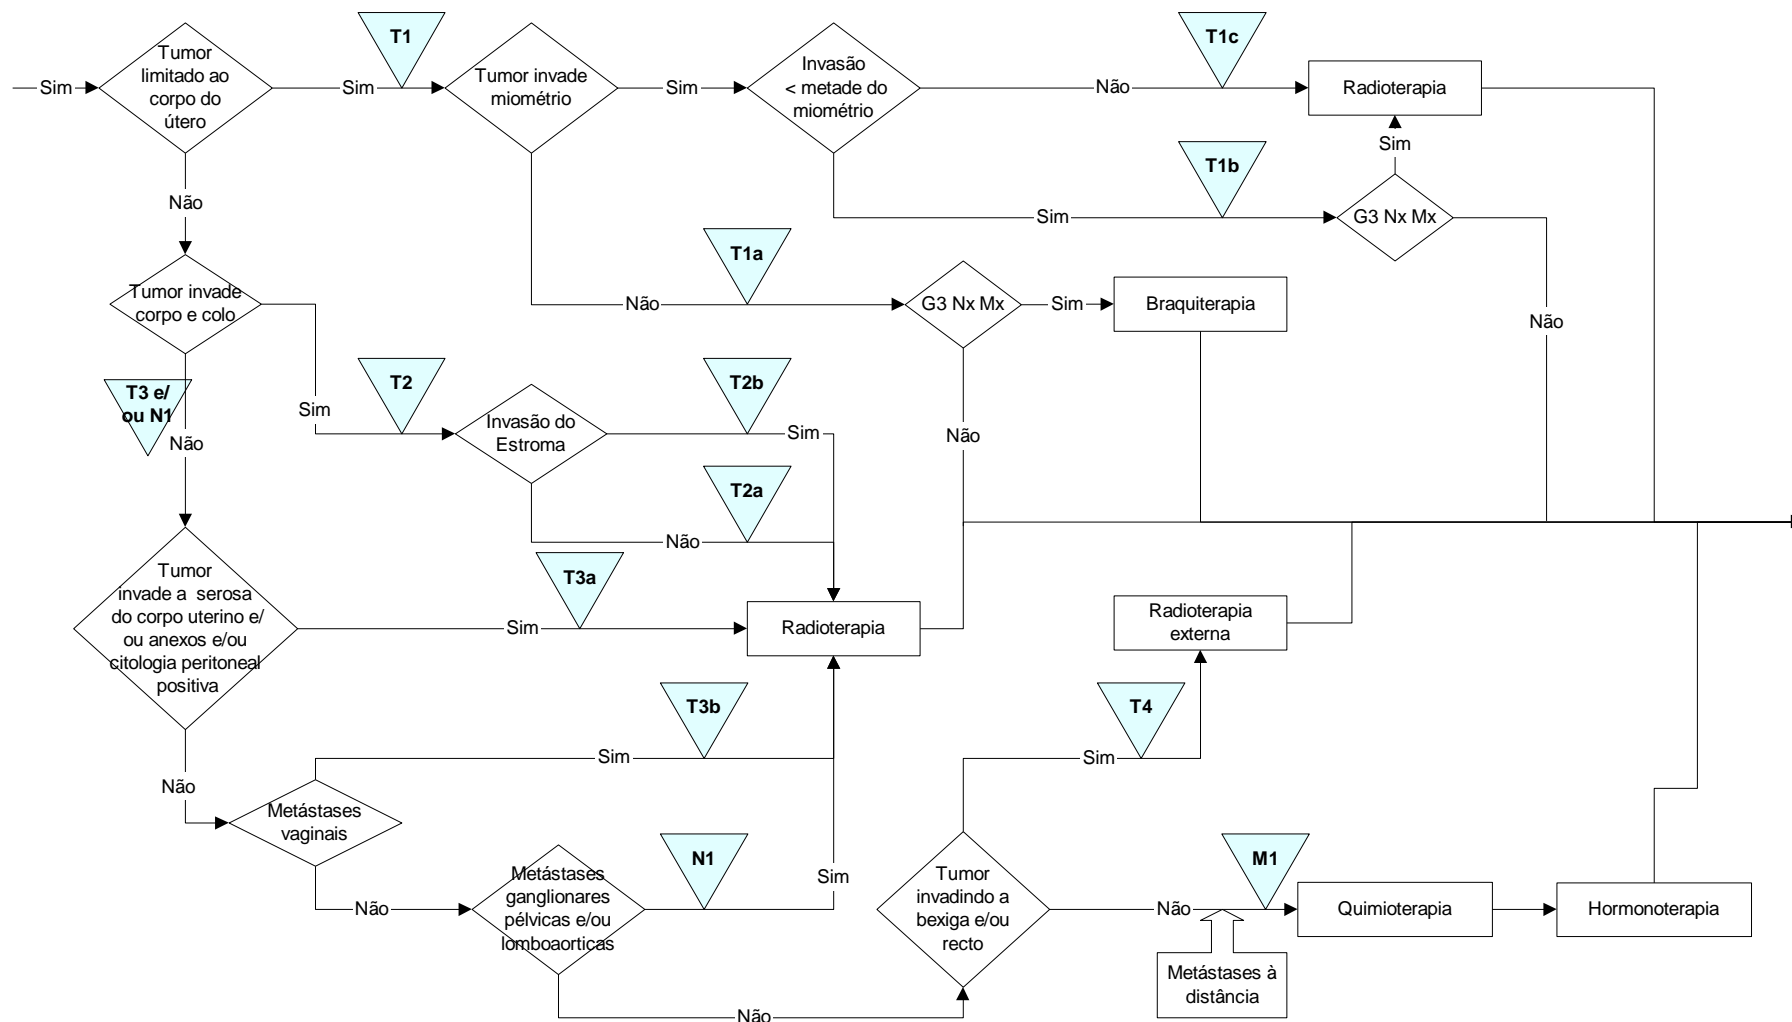 T1
T1c
Tumor
limitado ao
corpo do
útero
Sim
Sim
Tumor invade
miométrio
Sim
Invasão
< metade do
miométrio
Não
Radioterapia
Sim
T1b
Não
Sim
G3 Nx Mx
T1a
Tumor invade
corpo e colo
Não
G3 Nx Mx
Sim
Braquiterapia
Não
T3 e/
ou N1
Não
T2
Sim
Invasão do
Estroma
T2b
Sim
Não
T2a
Não
T3a
Tumor
invade a serosa
do corpo uterino e/
ou anexos e/ou
citologia peritoneal
positiva
Sim
Radioterapia
Radioterapia
externa
T3b
T4
Sim
Sim
Não
Metástases
vaginais
N1
Sim
M1
Não
Metástases
ganglionares
pélvicas e/ou
lomboaorticas
Tumor
invadindo a
bexiga e/ou
recto
Não
Quimioterapia
Hormonoterapia
Metástases à
distância
Não